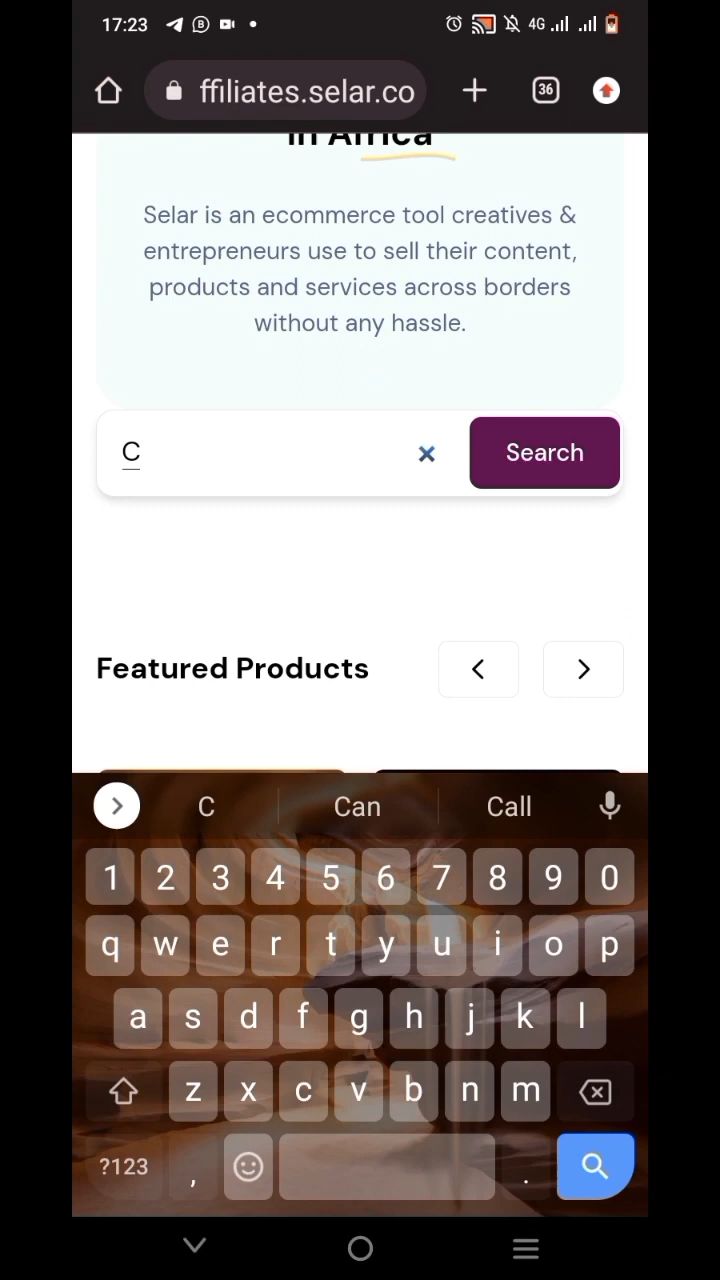 17:23
4G
ffiliates.selar.co
36
in Africa
Selar is an ecommerce tool creatives &
entrepreneurs use to sell their content,
products and services across borders
without any hassle.
C
Search
Featured Products
C Can Call
1 2 3 4 5 6 7 8 9 0
q w e r t y u i o p
a s d f g h j k l
z x c v b n m
?123 , .